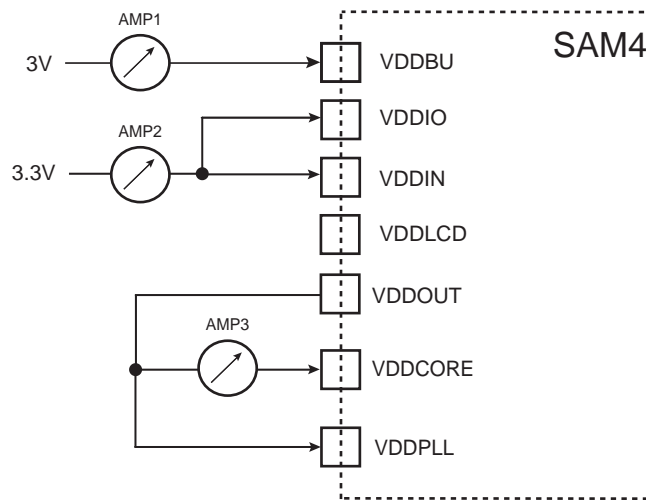 AMP1
SAM4
3V
VDDBU
VDDIO
AMP2
3.3V
VDDIN
VDDLCD
VDDOUT
AMP3
VDDCORE
VDDPLL